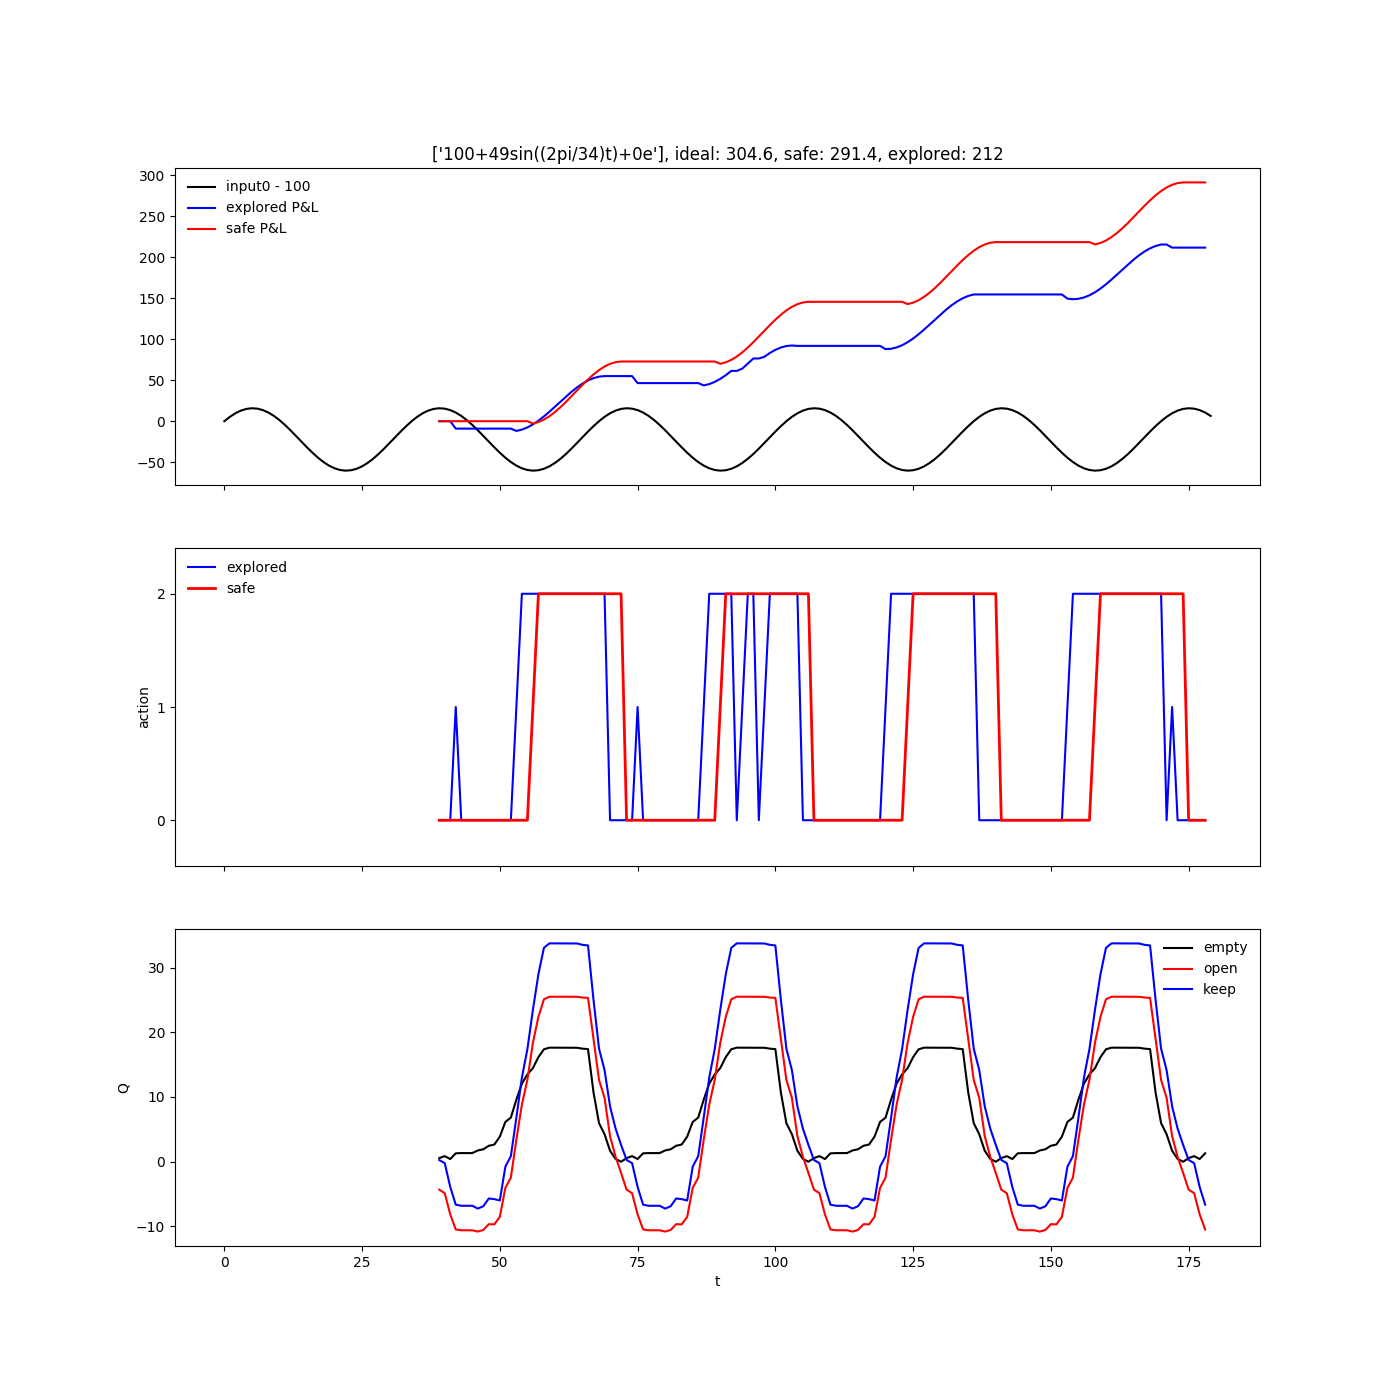 ['100+49sin((2pi/34)t)+0e'], ideal: 304.6, safe: 291.4, explored: 212
300
250
200
150
100
50
0
−50
input0 - 100
explored P&L
safe P&L
action
2
1
0
explored
safe
Q
30
20
10
0
−10
empty
open
keep
0 25 50 75 100 125 150 175
t